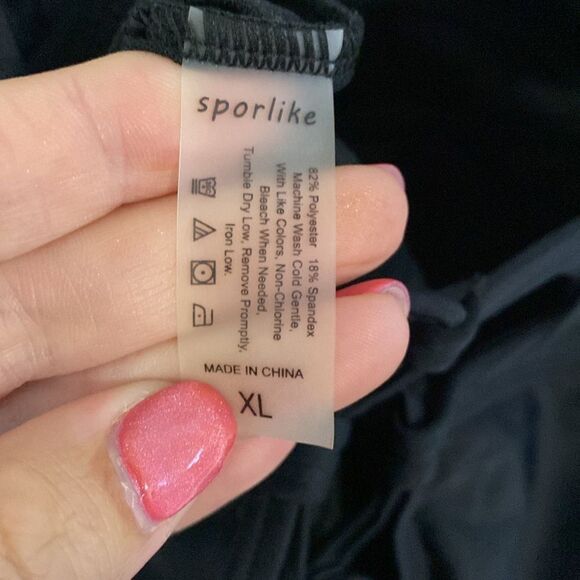 sporlike
82% Polyester 18% Spandex
Machine Wash Cold Gentle,
With Like Colors, Non-Chlorine
Bleach When Needed,
Tumble Dry Low, Remove Promptly,
Iron Low.
MADE IN CHINA
XL